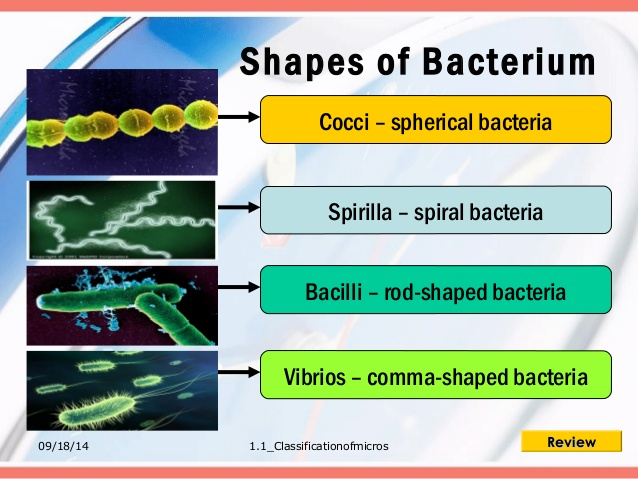 Shapes of Bacterium
Cocci – spherical bacteria
Spirilla – spiral bacteria
Bacilli – rod-shaped bacteria
Vibrios – comma-shaped bacteria
09/18/14
1.1_Classificationofmicros
Review